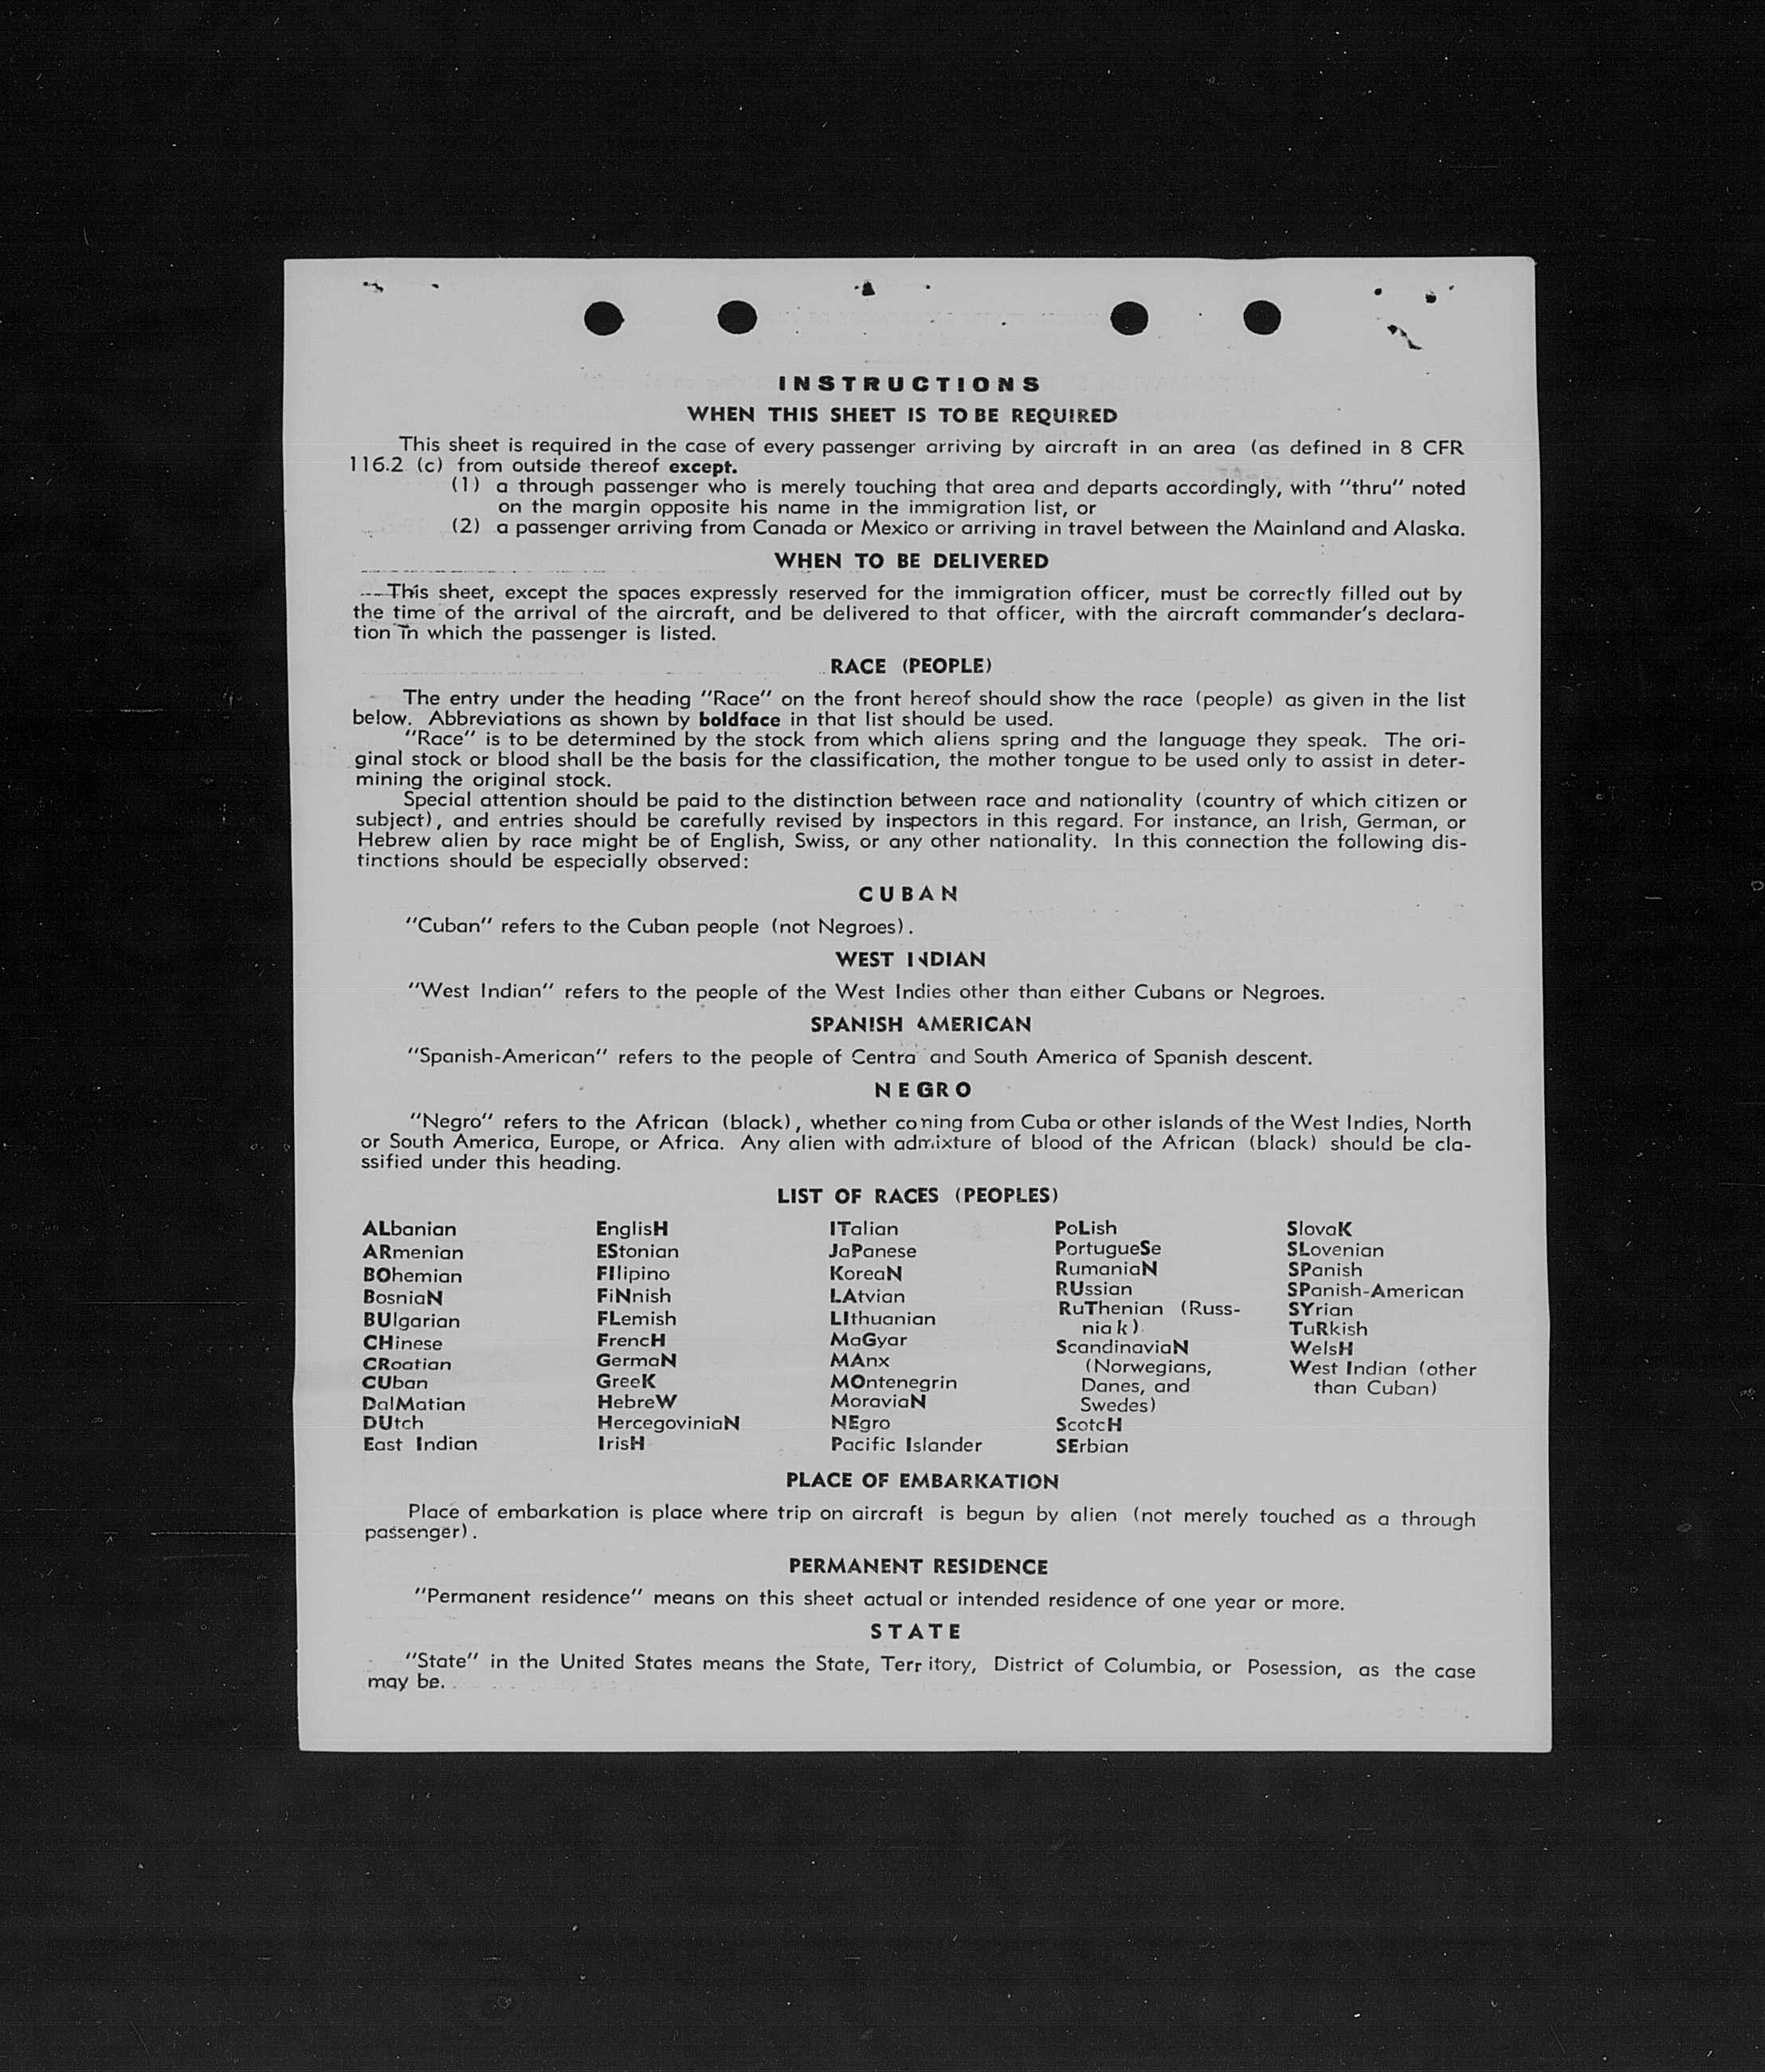 INSTRUCTIONS
WHEN THIS SHEET IS TO BE REQUIRED
This sheet is required in the case of every passenger arriving by aircraft in an area (as defined in 8 CFR
116.2 (c) from outside thereof except.
(1) a through passenger who is merely touching that area and departs accordingly, with "thru" noted
on the margin opposite his name in the immigration list, or
(2) a passenger arriving from Canada or Mexico or arriving in travel between the Mainland and Alaska.
WHEN TO BE DELIVERED
This sheet, except the spaces expressly reserved for the immigration officer, must be correctly filled out by
the time of the arrival of the aircraft, and be delivered to that officer, with the aircraft commander's declara-
tion in which the passenger is listed.
RACE (PEOPLE)
The entry under the heading "Race" on the front hereof should show the race (people) as given in the list
below. Abbreviations as shown by boldface in that list should be used.
"Race" is to be determined by the stock from which aliens spring and the language they speak. The ori-
ginal stock or blood shall be the basis for the classification, the mother tongue to be used only to assist in deter-
mining the original stock.
Special attention should be paid to the distinction between race and nationality (country of which citizen or
subject), and entries should be carefully revised by inspectors in this regard. For instance, an Irish, German, or
Hebrew alien by race might be of English, Swiss, or any other nationality. In this connection the following dis-
tinctions should be especially observed:
CUBAN
"Cuban" refers to the Cuban people (not Negroes).
WEST INDIAN
"West Indian" refers to the people of the West Indies other than either Cubans or Negroes.
SPANISH AMERICAN
"Spanish-American" refers to the people of Centra and South America of Spanish descent.
NEGRO
"Negro" refers to the African (black), whether coming from Cuba or other islands of the West Indies, North
or South America, Europe, or Africa. Any alien with admixture of blood of the African (black) should be cla-
ssified under this heading.
LIST OF RACES (PEOPLES)
ALbanian
ARmenian
BOhemian
BosniaN
BUlgarian
CHinese
CRoatian
CUban
DalMatian
DUtch
East Indian
EnglisH
EStonian
FIlipino
FiNnish
FLemish
FrencH
GermaN
GreeK
HebreW
HercegoviniaN
IrisH
ITalian
JaPanese
KoreaN
LAtvian
LIthuanian
MaGyar
MAnx
MOntenegrin
MoraviaN
NEgro
Pacific Islander
PoLish
PortugueSe
RumaniaN
RUssian
RuThenian (Russ-
niak)
ScandinaviaN
(Norwegians,
Danes, and
Swedes)
ScotcH
SErbian
SlovaK
SLovenian
SPanish
SPanish-American
SYrian
TuRkish
WelsH
West Indian (other
than Cuban)
PLACE OF EMBARKATION
Place of embarkation is place where trip on aircraft is begun by alien (not merely touched as a through
passenger).
PERMANENT RESIDENCE
"Permanent residence" means on this sheet actual or intended residence of one year or more.
STATE
"State" in the United States means the State, Territory, District of Columbia, or Posession, as the case
may be.